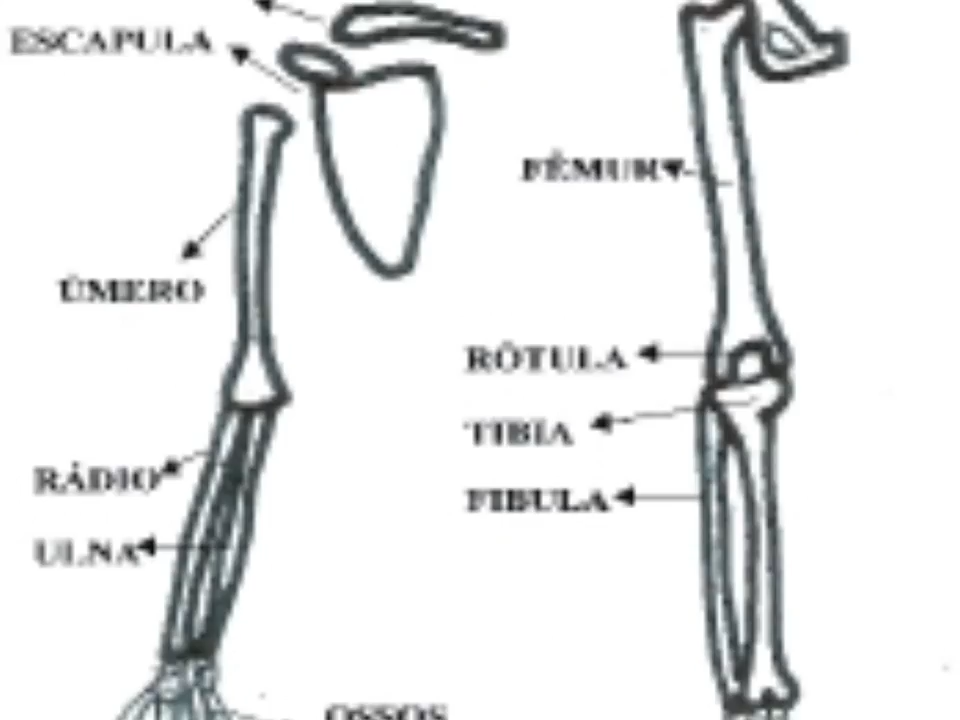 ESCAPULA
FÊMUR
ÚMERO
RÓTULA
TIBIA
RÁDIO
FIBULA
ULNA
OSSOS